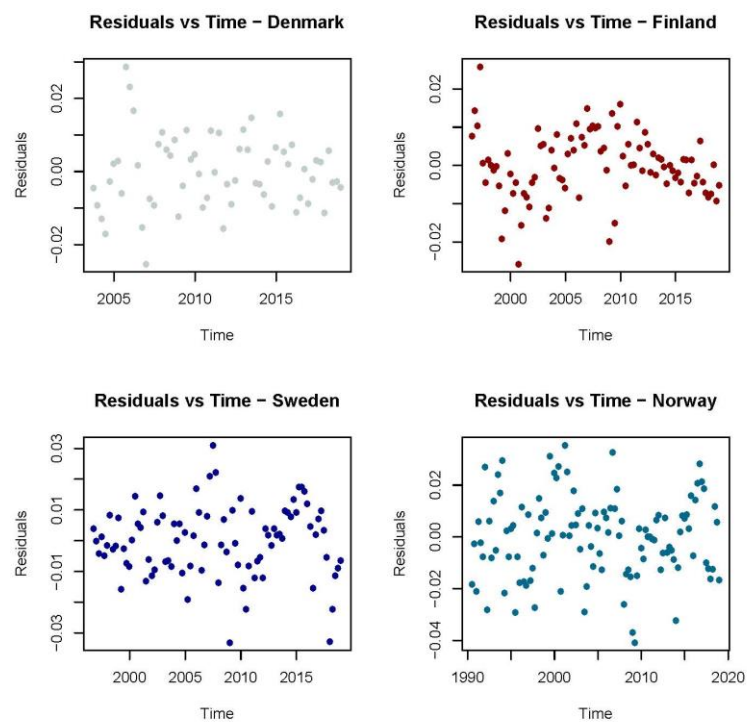 Residuals vs Time − Denmark
Residuals
0.02
0.00
−0.02
2005 2010 2015
Time
Residuals vs Time − Finland
Residuals
0.02
0.00
−0.02
2000 2005 2010 2015
Time
Residuals vs Time − Sweden
Residuals
0.03
0.01
−0.01
−0.03
2000 2005 2010 2015
Time
Residuals vs Time − Norway
Residuals
0.02
0.00
−0.02
−0.04
1990 2000 2010 2020
Time